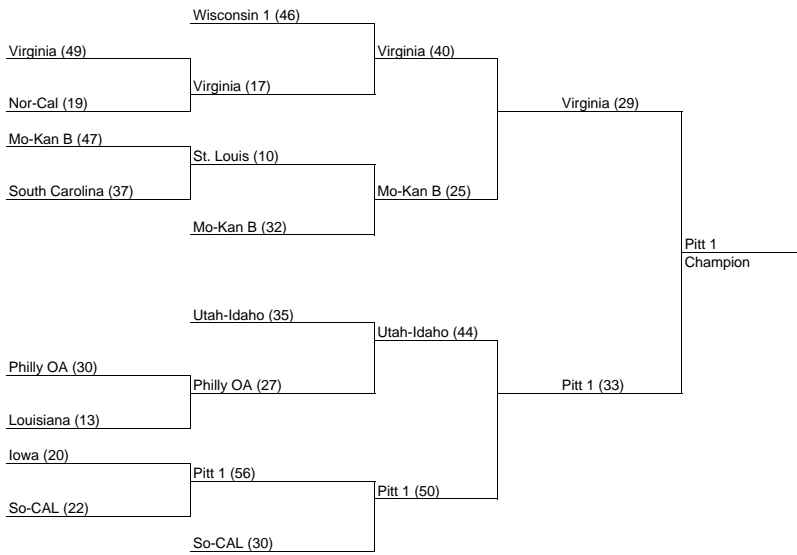 Wisconsin 1 (46)
Virginia (49)
Virginia (40)
Virginia (17)
Nor-Cal (19)
Virginia (29)
Mo-Kan B (47)
St. Louis (10)
South Carolina (37)
Mo-Kan B (25)
Mo-Kan B (32)
Pitt 1
Champion
Utah-Idaho (35)
Utah-Idaho (44)
Philly OA (30)
Philly OA (27)
Pitt 1 (33)
Louisiana (13)
Iowa (20)
Pitt 1 (56)
Pitt 1 (50)
So-CAL (22)
So-CAL (30)